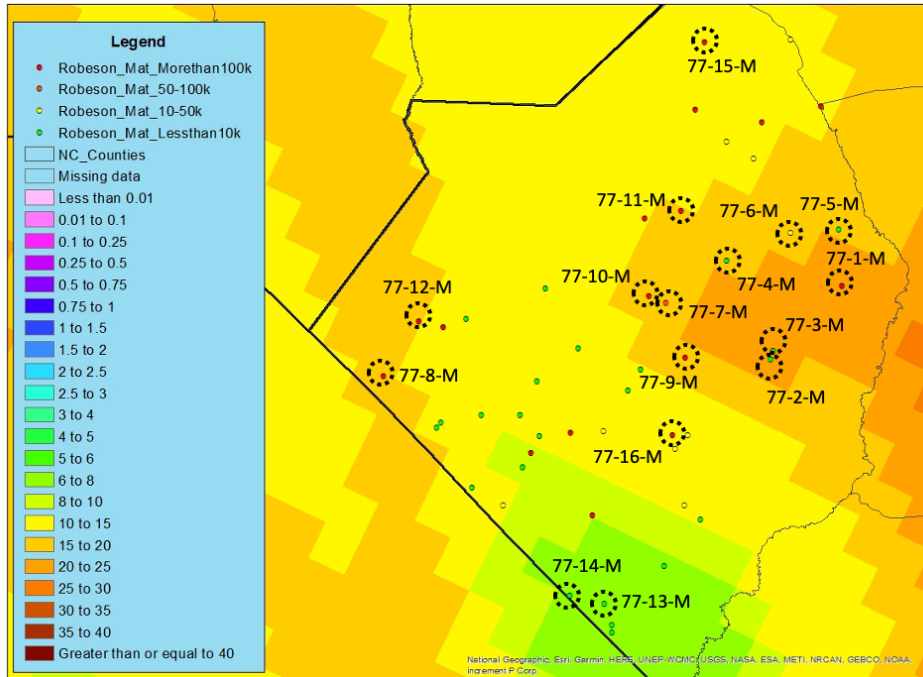 Legend
Robeson_Mat_Morethan100k
Robeson_Mat_50-100k
Robeson_Mat_10-50k
Robeson_Mat_Lessthan10k
NC_Counties
Missing data
Less than 0.01
0.01 to 0.1
0.1 to 0.25
0.25 to 0.5
0.5 to 0.75
0.75 to 1
1 to 1.5
1.5 to 2
2 to 2.5
2.5 to 3
3 to 4
4 to 5
5 to 6
6 to 8
8 to 10
10 to 15
15 to 20
20 to 25
25 to 30
30 to 35
35 to 40
Greater than or equal to 40
77-15-M
77-11-M
77-6-M
77-5-M
77-1-M
77-10-M
77-4-M
77-12-M
77-7-M
77-3-M
77-8-M
77-9-M
77-2-M
77-16-M
77-14-M
77-13-M
National Geographic, Esri, Garmin, HERE, UNEP-WCMC, USGS, NASA, ESA, METI, NRCAN, GEBCO, NOAA,
increment P Corp.